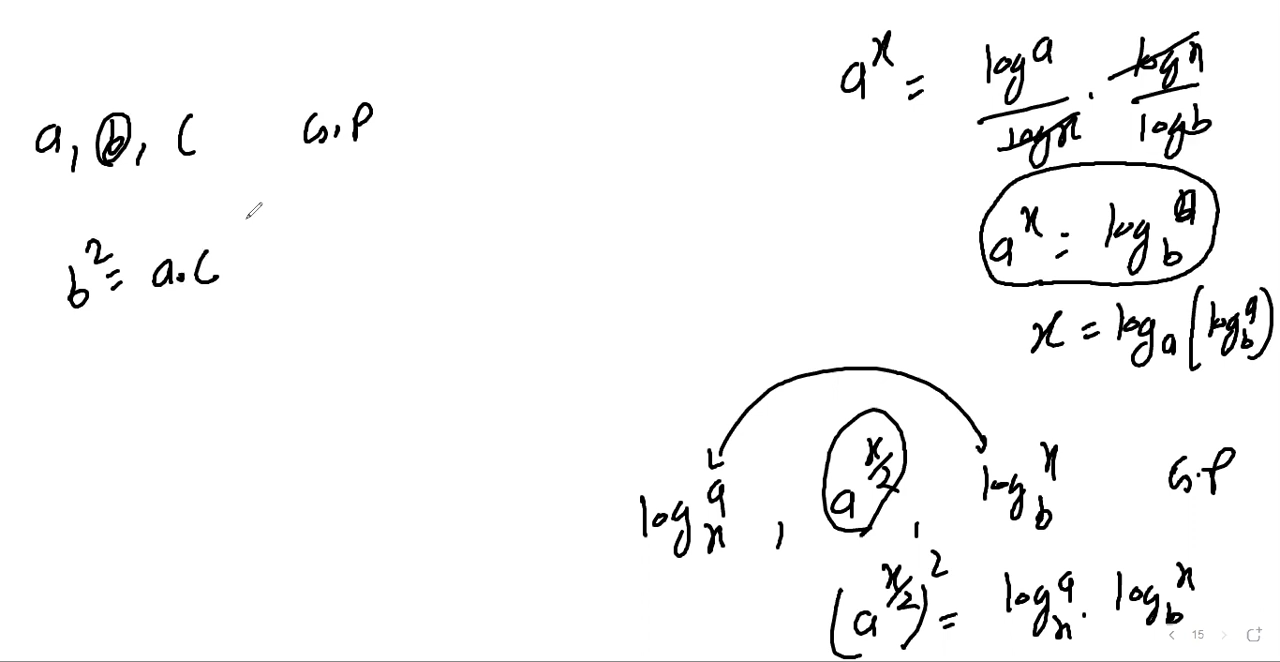 a, b, c G.P
b² = a.c
a^x = log a / log x . log x / log b
a^x = log_b a
x = log_a (log_b a)
log_x a , a^(x/2) , log_b x G.P
(a^(x/2))² = log_x a . log_b x
15